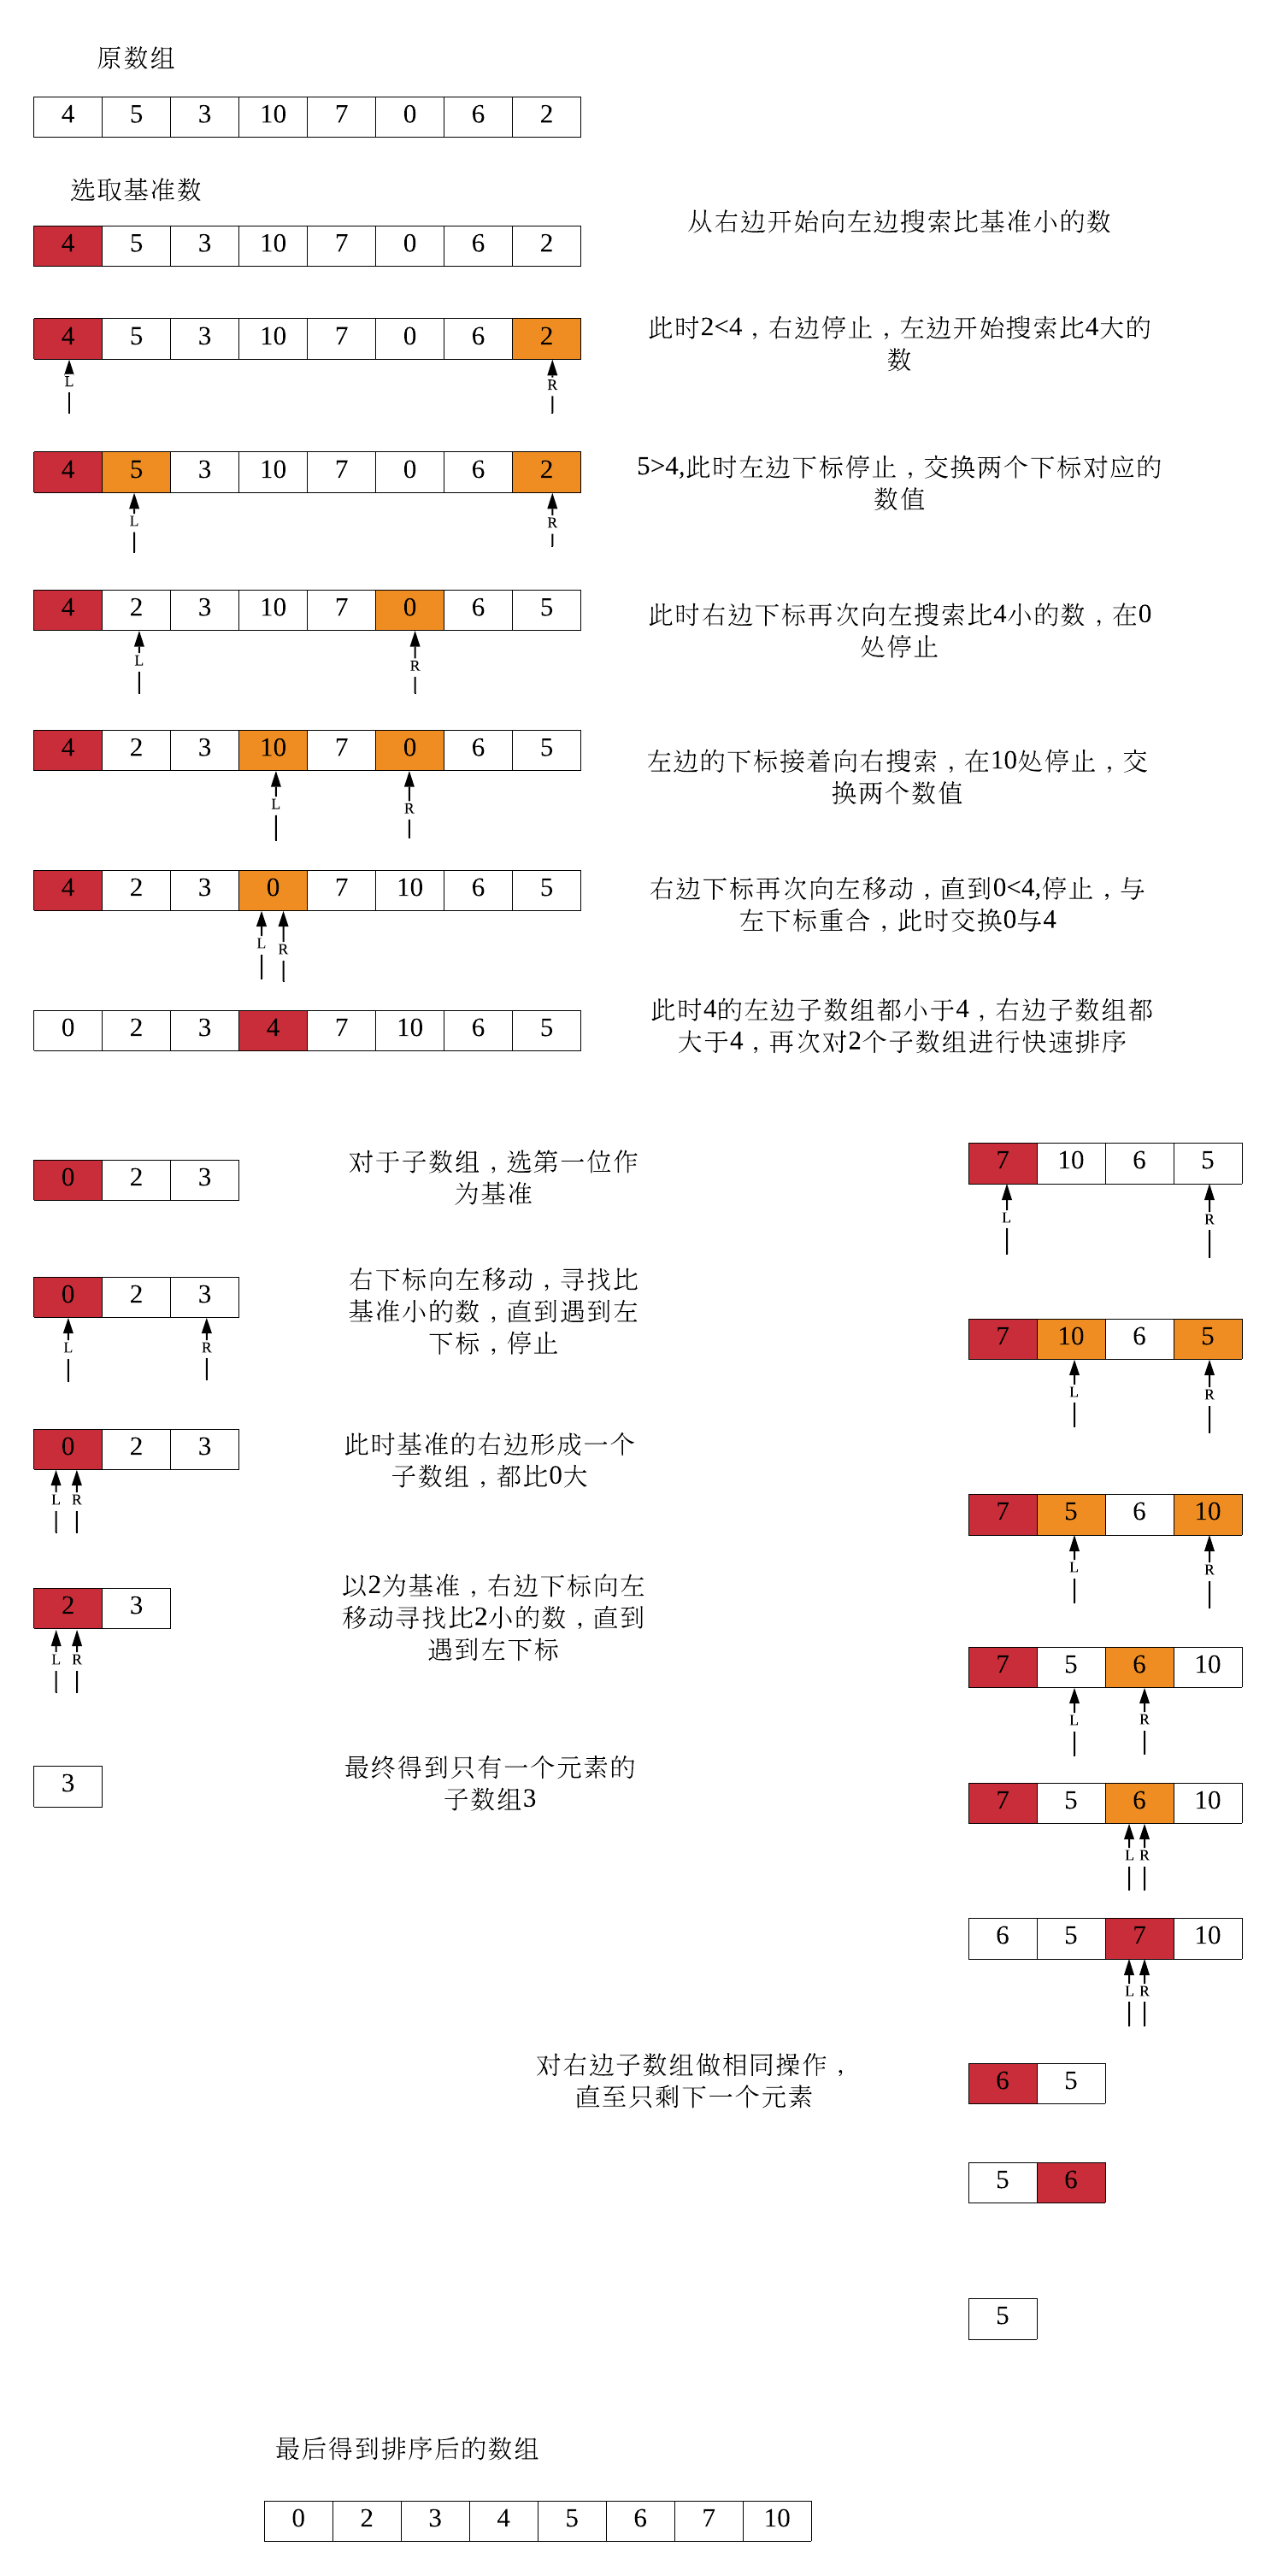 原数组
4 5 3 10 7 0 6 2
选取基准数
从右边开始向左边搜索比基准小的数
4 5 3 10 7 0 6 2
4 5 3 10 7 0 6 2
此时2<4，右边停止，左边开始搜索比4大的
数
L R
4 5 3 10 7 0 6 2
5>4,此时左边下标停止，交换两个下标对应的
数值
L R
4 2 3 10 7 0 6 5
此时右边下标再次向左搜索比4小的数，在0
处停止
L R
4 2 3 10 7 0 6 5
左边的下标接着向右搜索，在10处停止，交
换两个数值
L R
4 2 3 0 7 10 6 5
右边下标再次向左移动，直到0<4,停止，与
左下标重合，此时交换0与4
L R
0 2 3 4 7 10 6 5
此时4的左边子数组都小于4，右边子数组都
大于4，再次对2个子数组进行快速排序
0 2 3
对于子数组，选第一位作
为基准
0 2 3
L R
右下标向左移动，寻找比
基准小的数，直到遇到左
下标，停止
0 2 3
L R
此时基准的右边形成一个
子数组，都比0大
2 3
L R
以2为基准，右边下标向左
移动寻找比2小的数，直到
遇到左下标
3
最终得到只有一个元素的
子数组3
7 10 6 5
L R
7 10 6 5
L R
7 5 6 10
L R
7 5 6 10
L R
7 5 6 10
L R
6 5 7 10
L R
对右边子数组做相同操作，
直至只剩下一个元素
6 5
5 6
5
最后得到排序后的数组
0 2 3 4 5 6 7 10